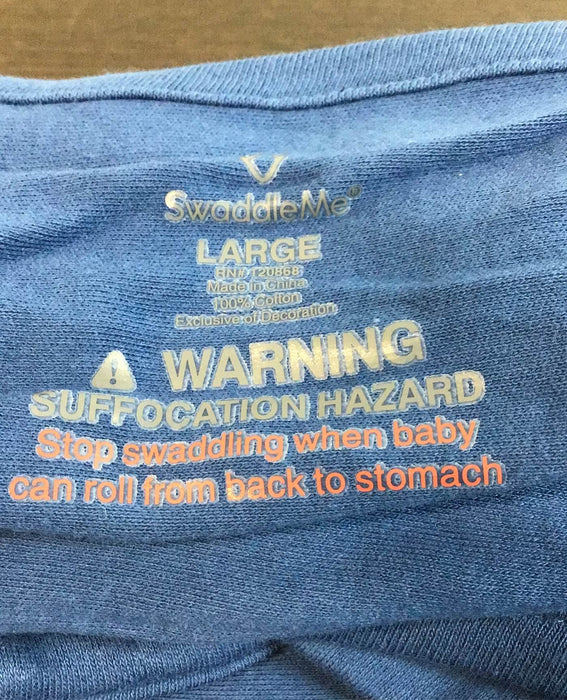 SwaddleMe®
LARGE
RN# 120868
Made in China
100% Cotton
Exclusive of Decoration
WARNING
SUFFOCATION HAZARD
Stop swaddling when baby
can roll from back to stomach